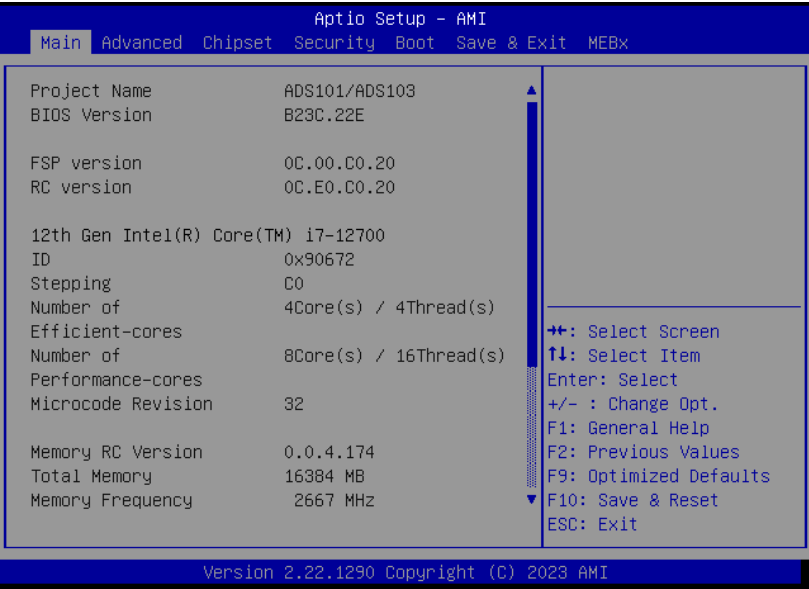 Aptio Setup – AMI
Main Advanced Chipset Security Boot Save & Exit MEBx
Project Name ADS101/ADS103
BIOS Version B23C.22E
FSP version 0C.00.C0.20
RC version 0C.E0.C0.20
12th Gen Intel(R) Core(TM) i7-12700
ID 0x90672
Stepping C0
Number of 4Core(s) / 4Thread(s)
Efficient-cores
Number of 8Core(s) / 16Thread(s)
Performance-cores
Microcode Revision 32
Memory RC Version 0.0.4.174
Total Memory 16384 MB
Memory Frequency 2667 MHz
→←: Select Screen
↑↓: Select Item
Enter: Select
+/- : Change Opt.
F1: General Help
F2: Previous Values
F9: Optimized Defaults
F10: Save & Reset
ESC: Exit
Version 2.22.1290 Copyright (C) 2023 AMI